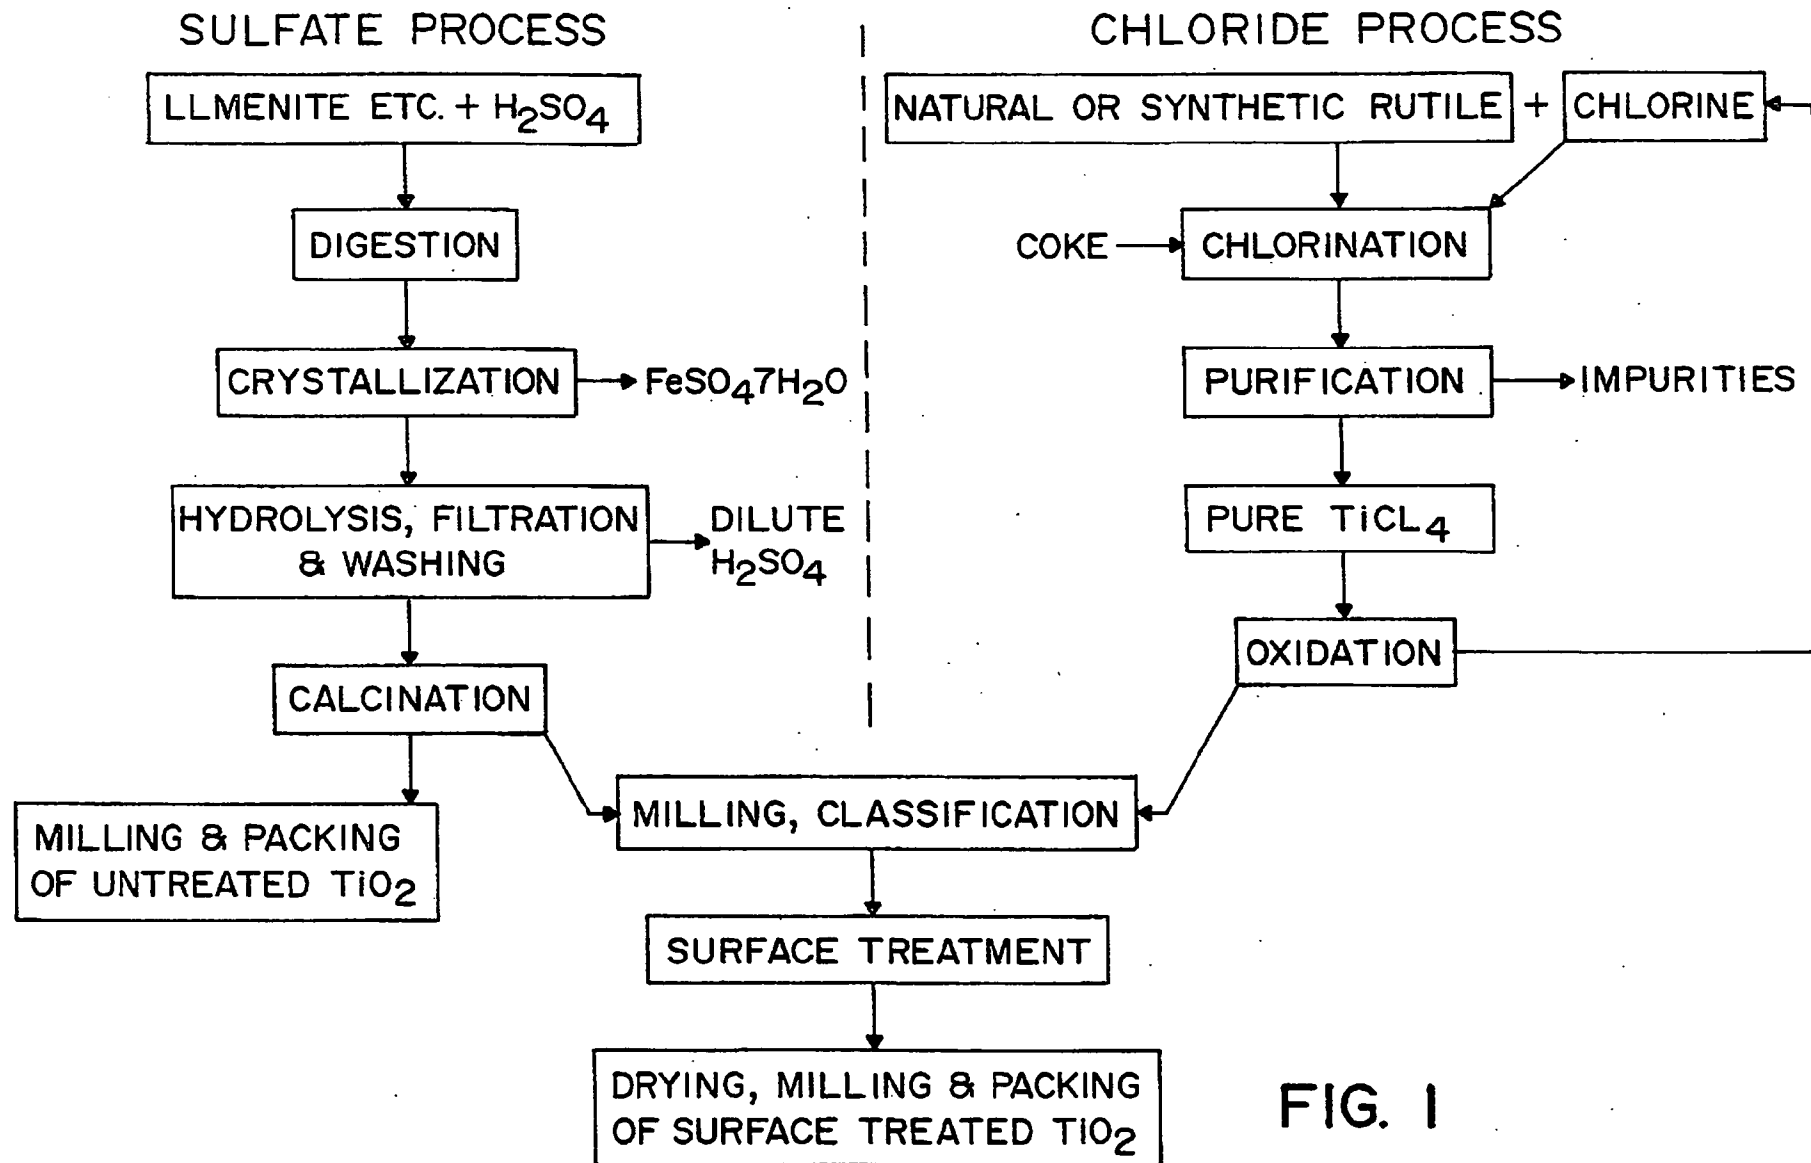 SULFATE PROCESS
LLMENITE ETC. + H₂SO₄
DIGESTION
CRYSTALLIZATION
FeSO₄7H₂O
HYDROLYSIS, FILTRATION
& WASHING
DILUTE
H₂SO₄
CALCINATION
MILLING & PACKING
OF UNTREATED TiO₂
CHLORIDE PROCESS
NATURAL OR SYNTHETIC RUTILE + CHLORINE
COKE
CHLORINATION
PURIFICATION
IMPURITIES
PURE TiCL₄
OXIDATION
MILLING, CLASSIFICATION
SURFACE TREATMENT
DRYING, MILLING & PACKING
OF SURFACE TREATED TiO₂
FIG. 1